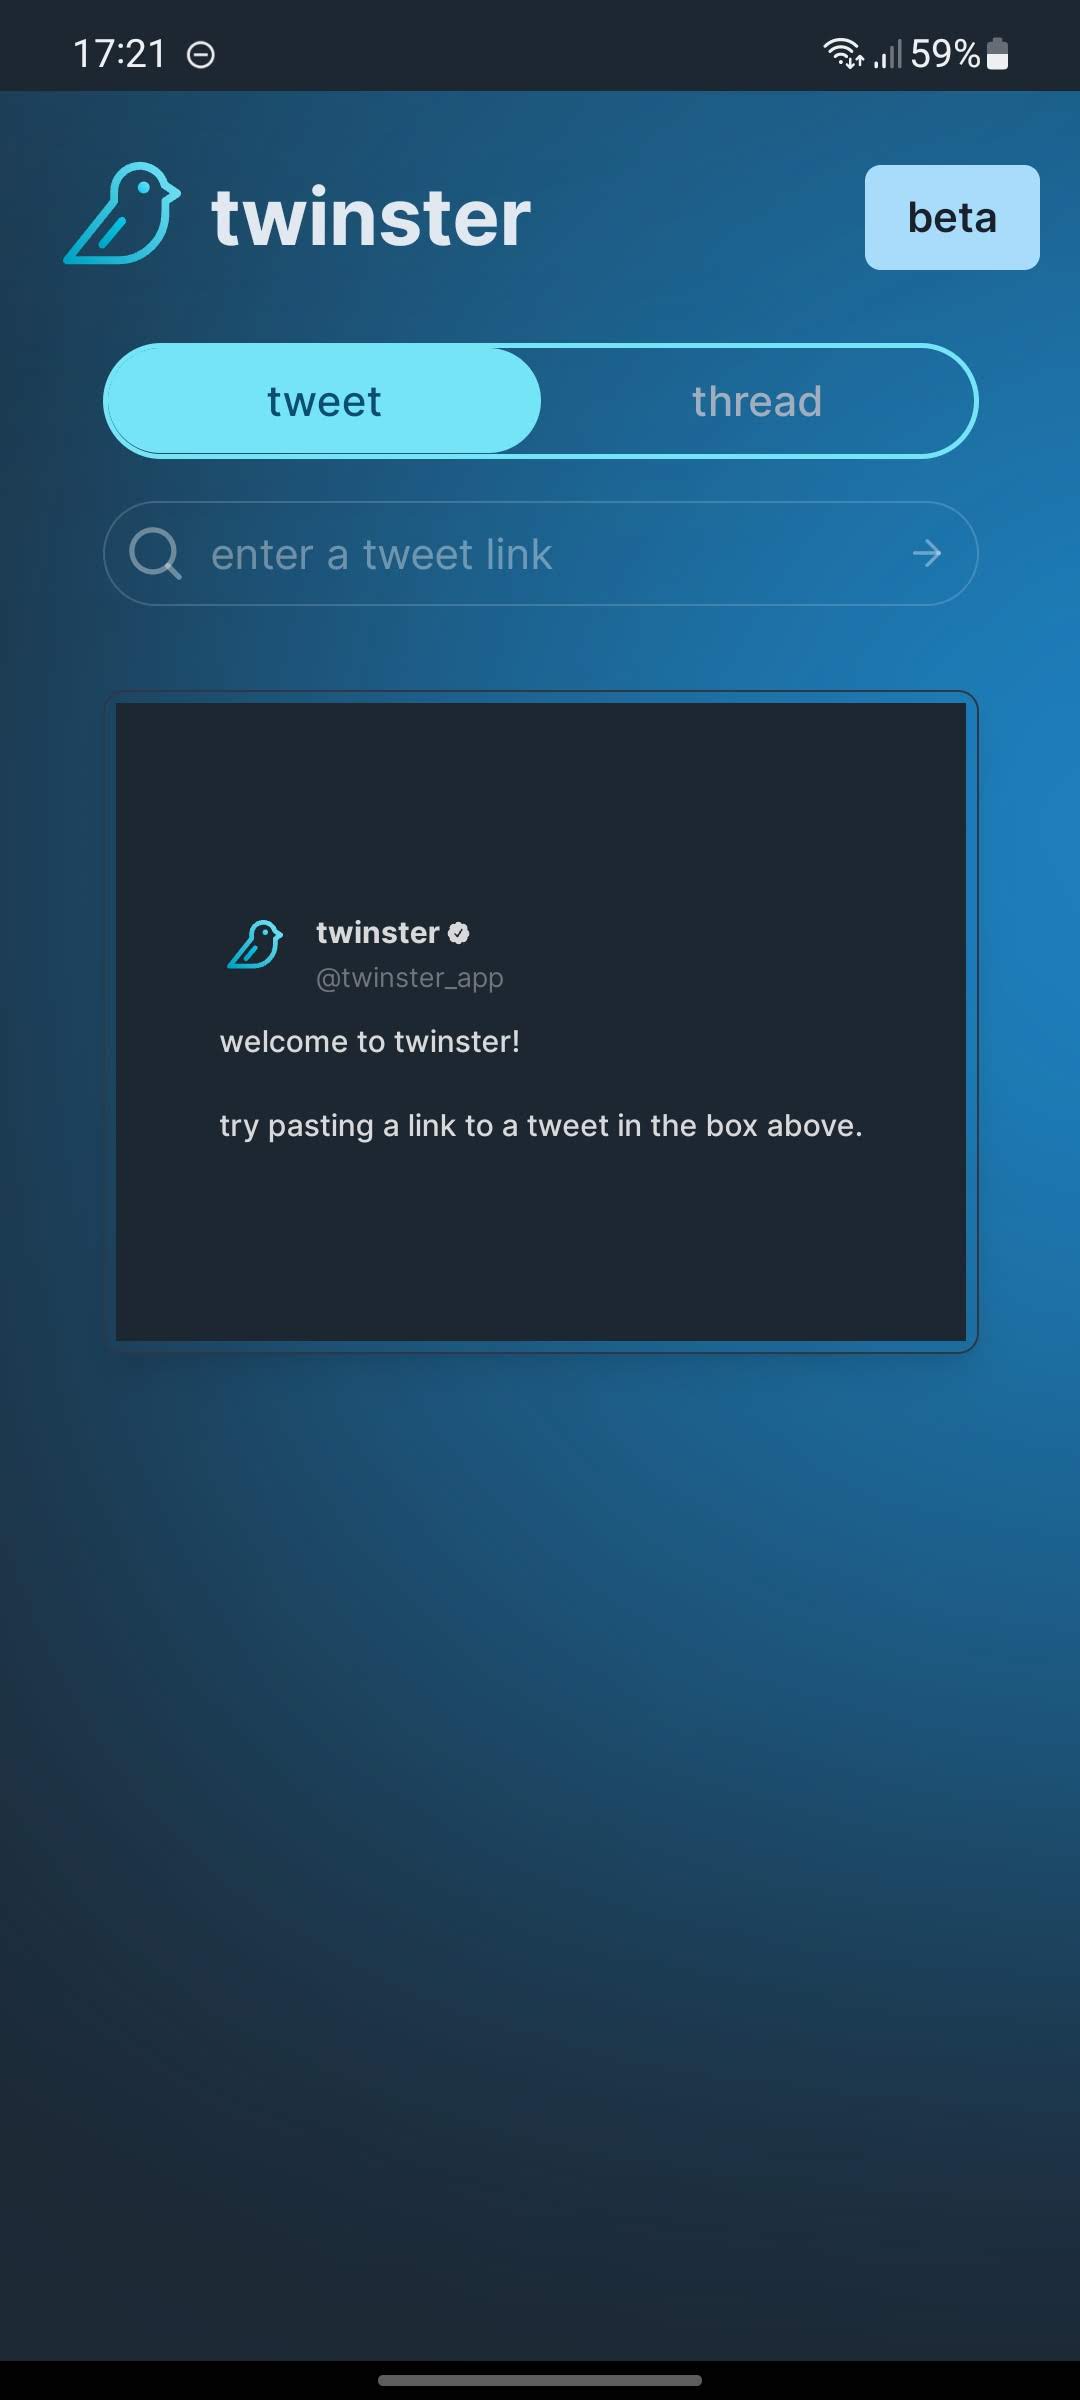 17:21 59%
twinster beta
tweet thread
enter a tweet link
twinster
@twinster_app
welcome to twinster!
try pasting a link to a tweet in the box above.